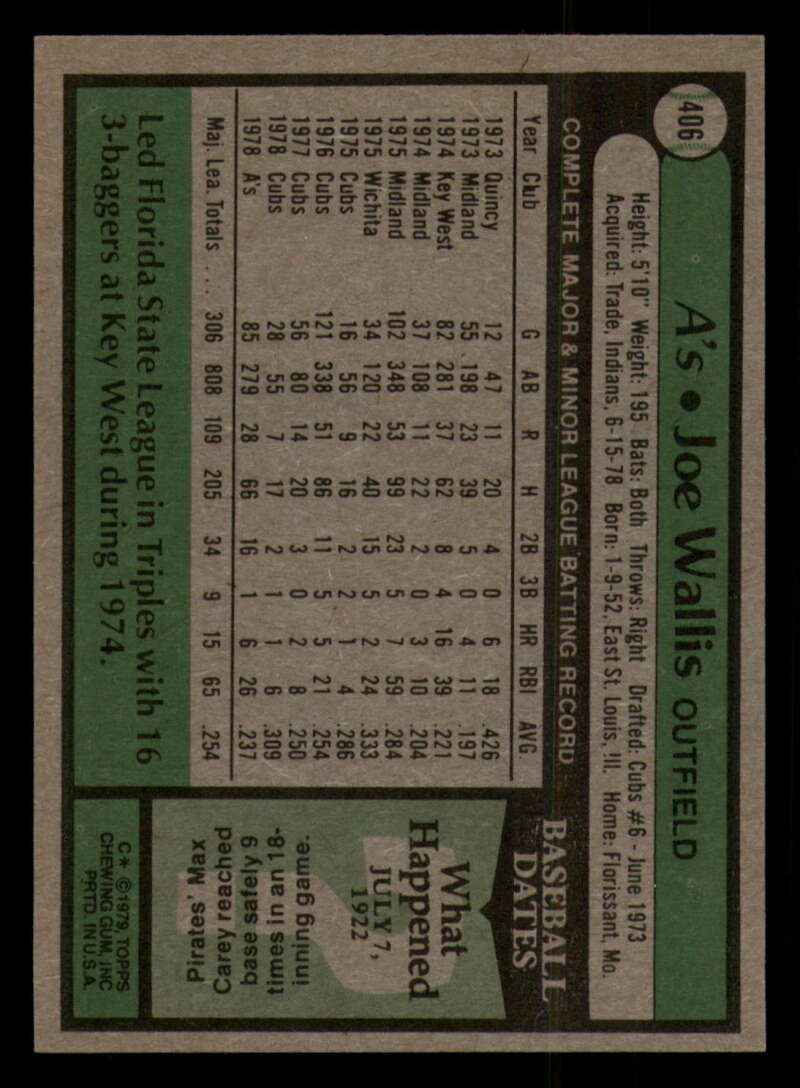 406
A's • Joe Wallis OUTFIELD
Height: 5'10" Weight: 195 Bats: Both Throws: Right Drafted: Cubs #6 - June 1973
Acquired: Trade, Indians, 6-15-78 Born: 1-9-52, East St. Louis, Ill. Home: Florissant, Mo.
COMPLETE MAJOR & MINOR LEAGUE BATTING RECORD
Year Club G AB R H 2B 3B HR RBI AVG.
1973 Quincy 12 47 11 20 4 0 6 18 .426
1973 Midland 55 198 23 39 5 0 4 11 .197
1974 Key West 82 281 37 62 8 4 16 39 .221
1974 Midland 37 108 11 22 2 0 3 10 .204
1975 Midland 102 348 53 99 23 5 7 59 .284
1975 Wichita 34 120 22 40 15 5 2 24 .333
1975 Cubs 16 56 9 16 2 2 1 4 .286
1976 Cubs 121 338 51 86 11 5 5 21 .254
1977 Cubs 56 80 14 20 3 0 2 8 .250
1978 Cubs 28 55 7 17 2 1 1 6 .309
1978 A's 85 279 28 66 16 1 6 26 .237
Maj. Lea. Totals . . . . 306 808 109 205 34 9 15 65 .254
Led Florida State League in Triples with 16
3-baggers at Key West during 1974.
BASEBALL
DATES
What
Happened
JULY 7,
1922
Pirates' Max
Carey reached
base safely 9
times in an 18-
inning game.
C* ©1979, TOPPS
CHEWING GUM, INC
PRTD. IN U.S.A.